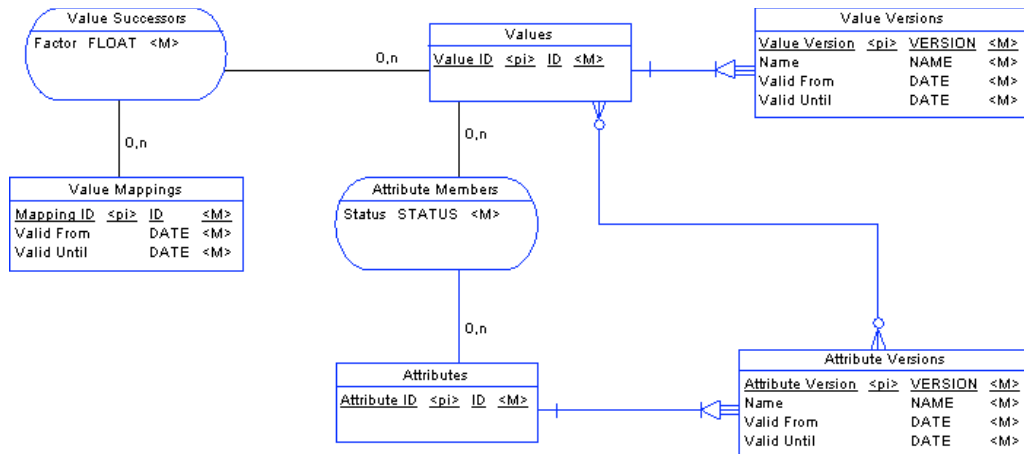 Value Successors
Factor FLOAT <M>
0,n
0,n
Value Mappings
Mapping ID <pi> ID <M>
Valid From DATE <M>
Valid Until DATE <M>
Values
Value ID <pi> ID <M>
0,n
Attribute Members
Status STATUS <M>
0,n
Attributes
Attribute ID <pi> ID <M>
Value Versions
Value Version <pi> VERSION <M>
Name NAME <M>
Valid From DATE <M>
Valid Until DATE <M>
Attribute Versions
Attribute Version <pi> VERSION <M>
Name NAME <M>
Valid From DATE <M>
Valid Until DATE <M>